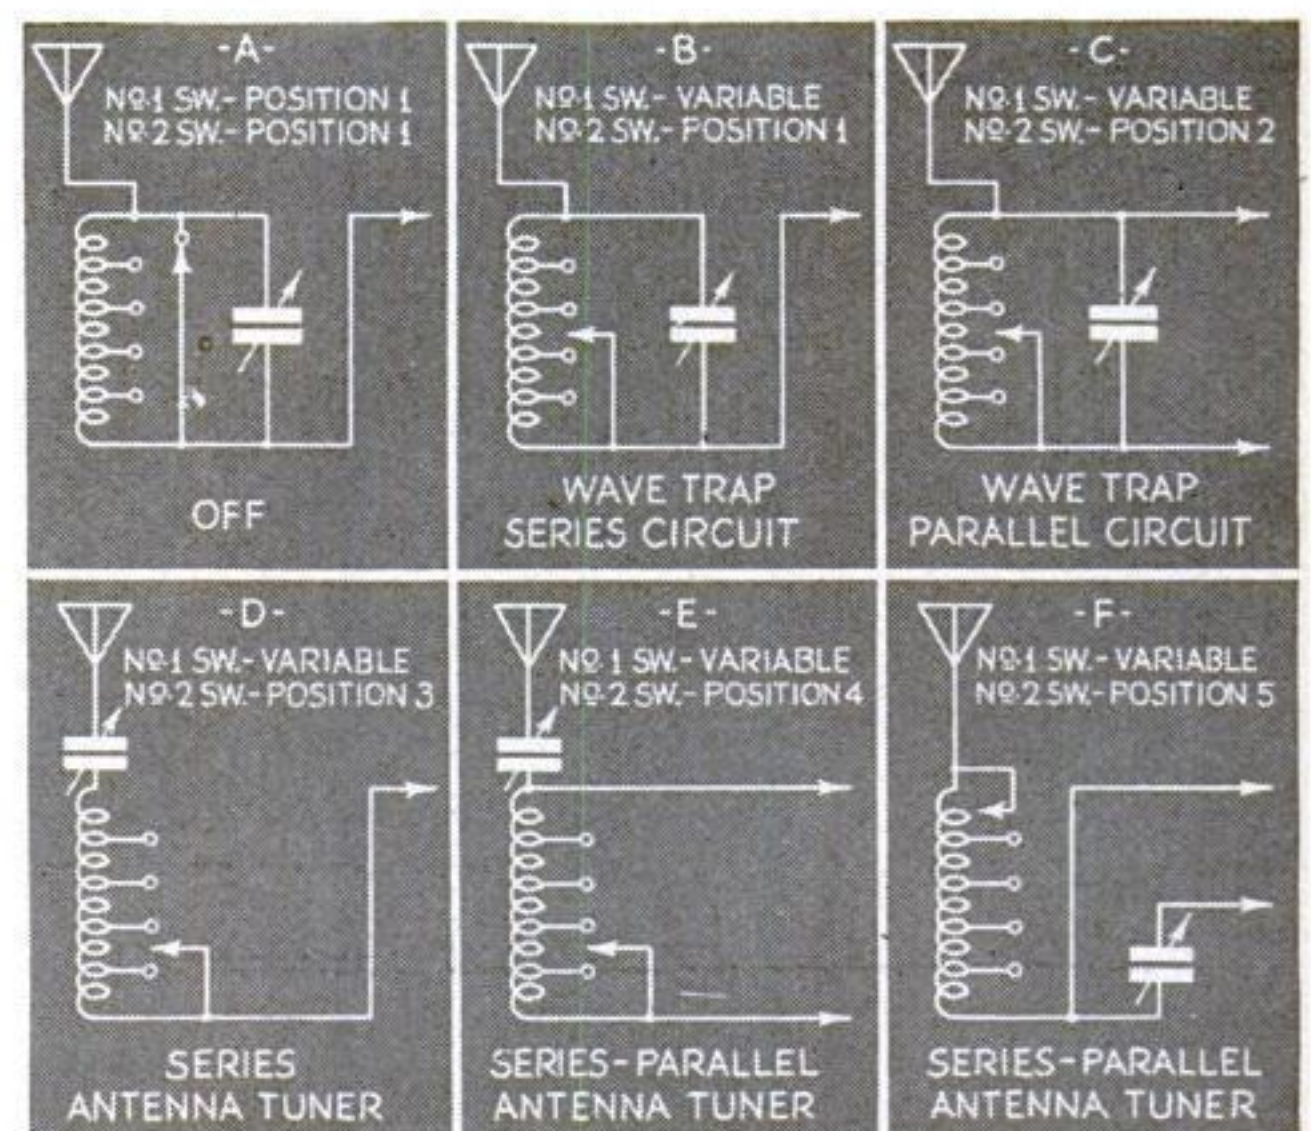 -A-
Nº.1 SW.- POSITION 1
Nº.2 SW.- POSITION 1
OFF
-B-
Nº.1 SW.- VARIABLE
Nº.2 SW.- POSITION 1
WAVE TRAP
SERIES CIRCUIT
-C-
Nº.1 SW.- VARIABLE
Nº.2 SW.- POSITION 2
WAVE TRAP
PARALLEL CIRCUIT
-D-
Nº.1 SW.- VARIABLE
Nº.2 SW.- POSITION 3
SERIES
ANTENNA TUNER
-E-
Nº.1 SW.- VARIABLE
Nº.2 SW.- POSITION 4
SERIES-PARALLEL
ANTENNA TUNER
-F-
Nº.1 SW.- VARIABLE
Nº.2 SW.- POSITION 5
SERIES-PARALLEL
ANTENNA TUNER